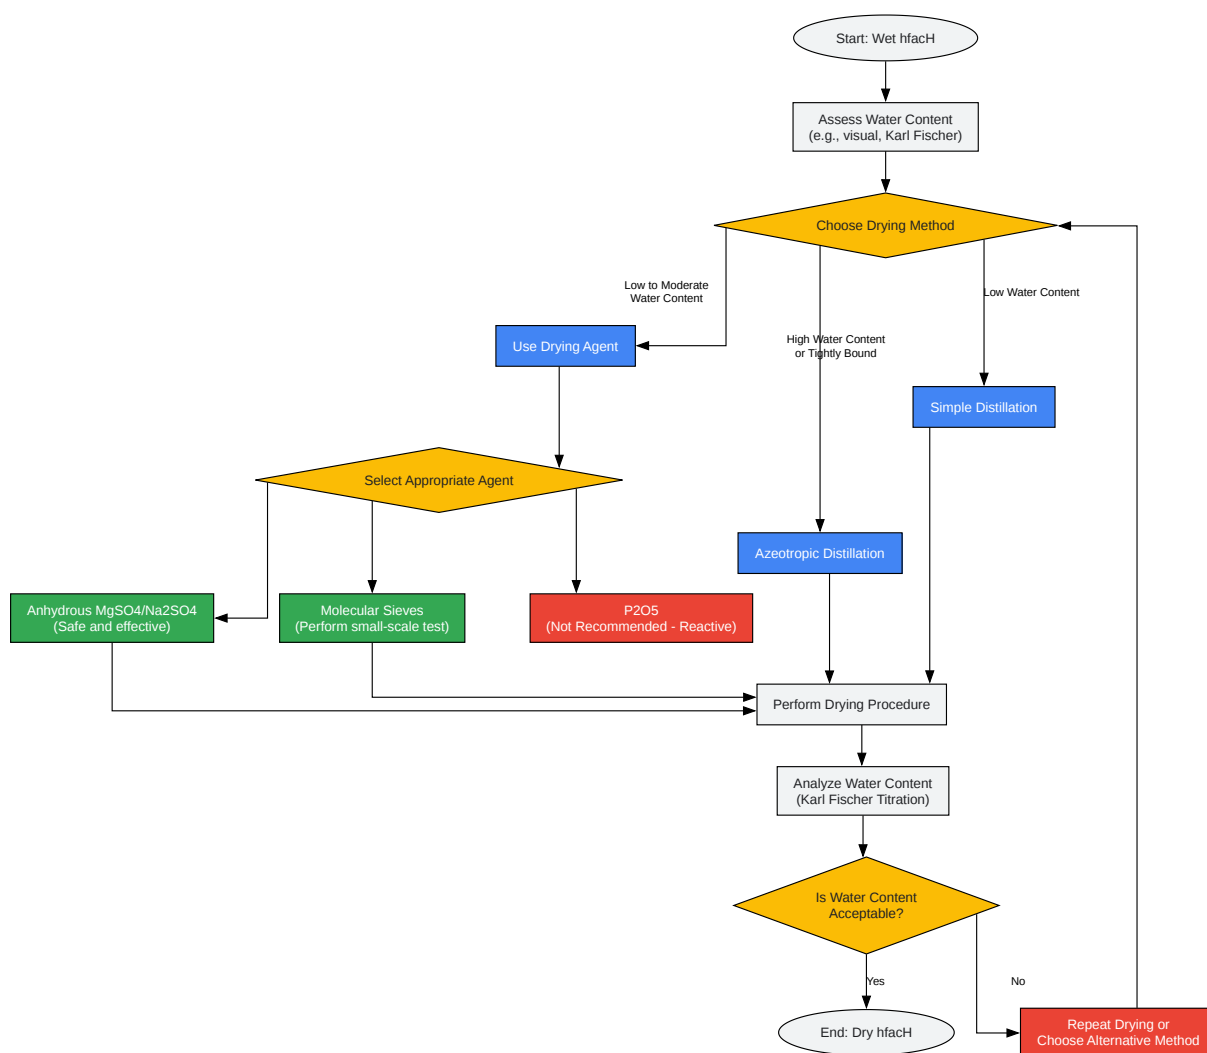 Start: Wet hfacH
Assess Water Content
(e.g., visual, Karl Fischer)
Choose Drying Method
Low to Moderate
Water Content
Low Water Content
High Water Content
or Tightly Bound
Use Drying Agent
Simple Distillation
Select Appropriate Agent
Azeotropic Distillation
Anhydrous MgSO4/Na2SO4
(Safe and effective)
Molecular Sieves
(Perform small-scale test)
P2O5
(Not Recommended - Reactive)
Perform Drying Procedure
Analyze Water Content
(Karl Fischer Titration)
Is Water Content
Acceptable?
Yes
No
End: Dry hfacH
Repeat Drying or
Choose Alternative Method